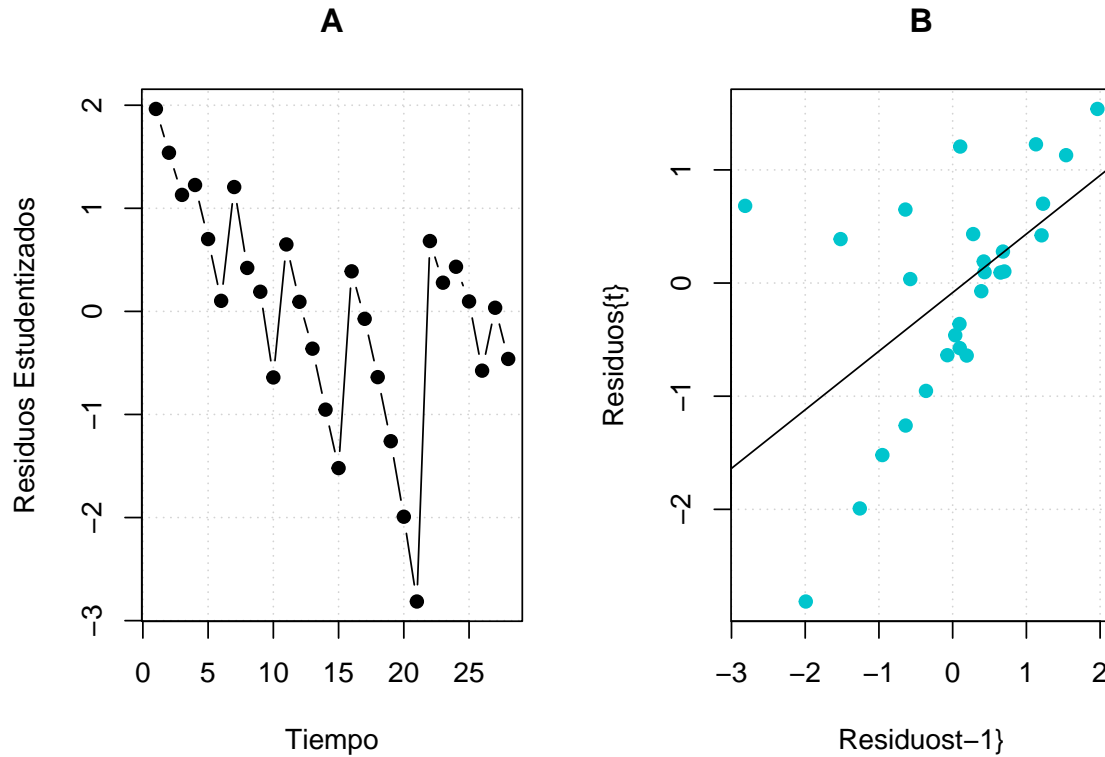 A
Residuos Estudentizados
2
1
0
−1
−2
−3
0 5 10 15 20 25
Tiempo
B
Residuos{t}
1
0
−1
−2
−3 −2 −1 0 1 2
Residuost−1}